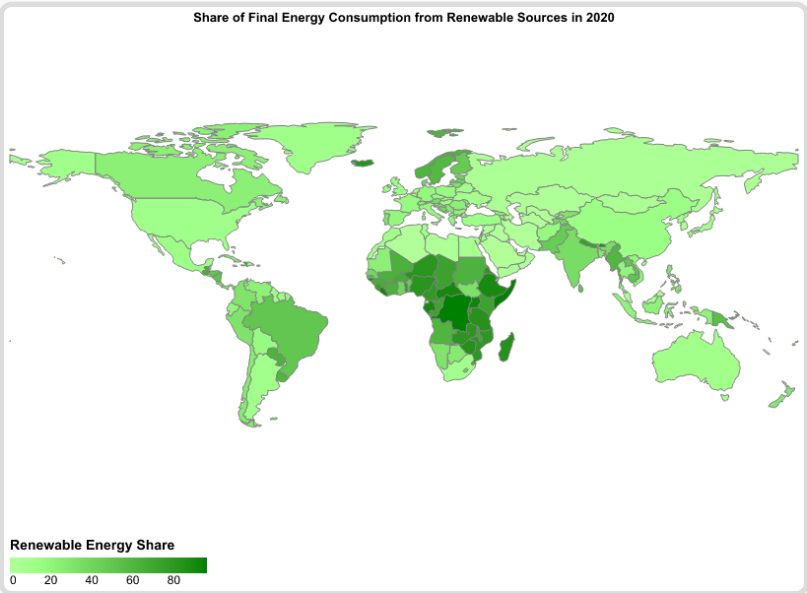 Share of Final Energy Consumption from Renewable Sources in 2020
Renewable Energy Share
0 20 40 60 80